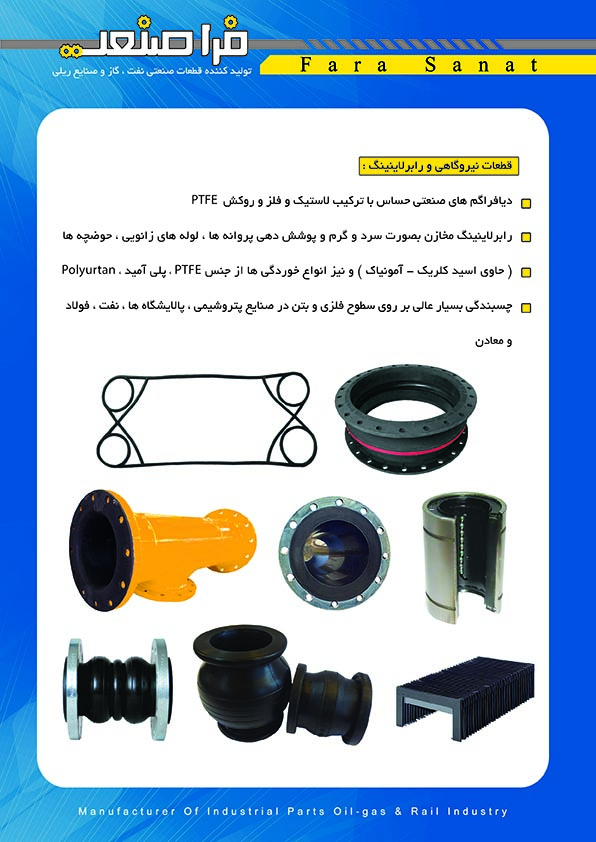 فرا صنعت
Fara Sanat
تولید کننده قطعات صنعتی نفت ، گاز و صنایع ریلی
قطعات نیروگاهی و رابرلاینینگ :
دیافراگم های صنعتی حساس با ترکیب لاستیک و فلز و روکش PTFE
رابرلاینینگ مخازن بصورت سرد و گرم و پوشش دهی پروانه ها ، لوله های زانویی ، حوضچه ها
( حاوی اسید کلریک - آمونیاک ) و نیز انواع خوردگی ها از جنس PTFE ، پلی آمید ، Polyurtan
چسبندگی بسیار عالی بر روی سطوح فلزی و بتن در صنایع پتروشیمی ، پالایشگاه ها ، نفت ، فولاد
و معادن
Manufacturer Of Industrial Parts Oil-gas & Rail Industry